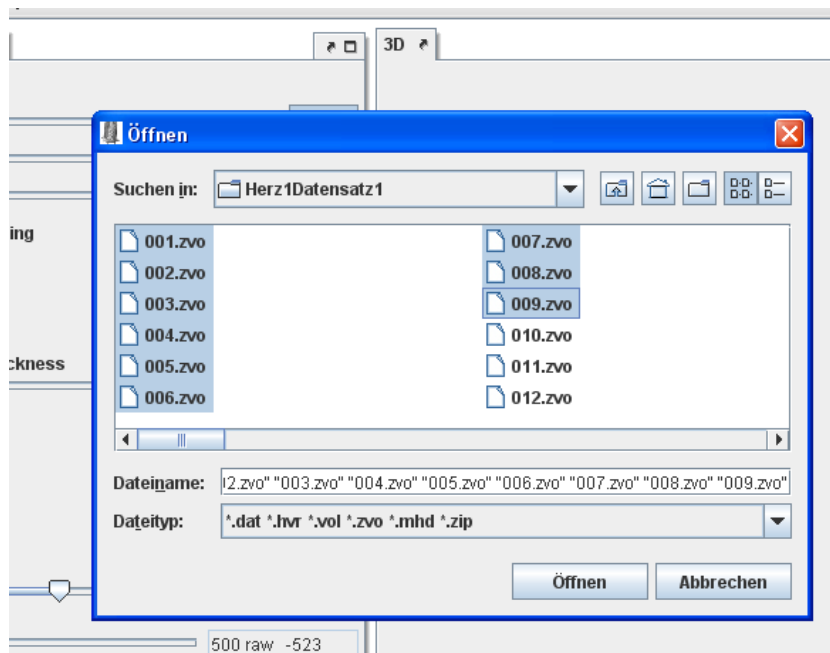 3D
Öffnen
Suchen in: Herz1Datensatz1
ing
001.zvo 007.zvo
002.zvo 008.zvo
003.zvo 009.zvo
004.zvo 010.zvo
ckness
005.zvo 011.zvo
006.zvo 012.zvo
Dateiname: 2.zvo" "003.zvo" "004.zvo" "005.zvo" "006.zvo" "007.zvo" "008.zvo" "009.zvo"
Dateityp: *.dat *.hvr *.vol *.zvo *.mhd *.zip
Öffnen Abbrechen
500 raw -523